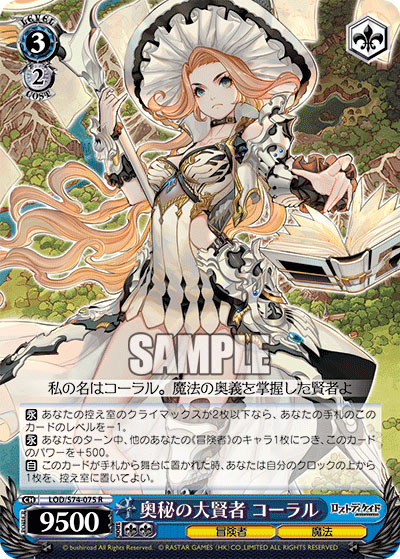 LEVEL
3
2
COST
SAMPLE
私の名はコーラル。魔法の奥義を掌握した賢者よ
永 あなたの控え室のクライマックスが2枚以下なら、あなたの手札のこの
カードのレベルを－1。
永 あなたのターン中、他のあなたの《冒険者》のキャラ1枚につき、このカード
のパワーを＋500。
自 このカードが手札から舞台に置かれた時、あなたは自分のクロックの上から
1枚を、控え室に置いてよい。
CH LOD/S74-075 R
9500
奥秘の大賢者 コーラル
ロストディケイド
冒険者
魔法
© bushiroad All Rights Reserved. © RASTAR GAMES (HK) CO.,LIMITED ALL RIGHTS RESERVED.